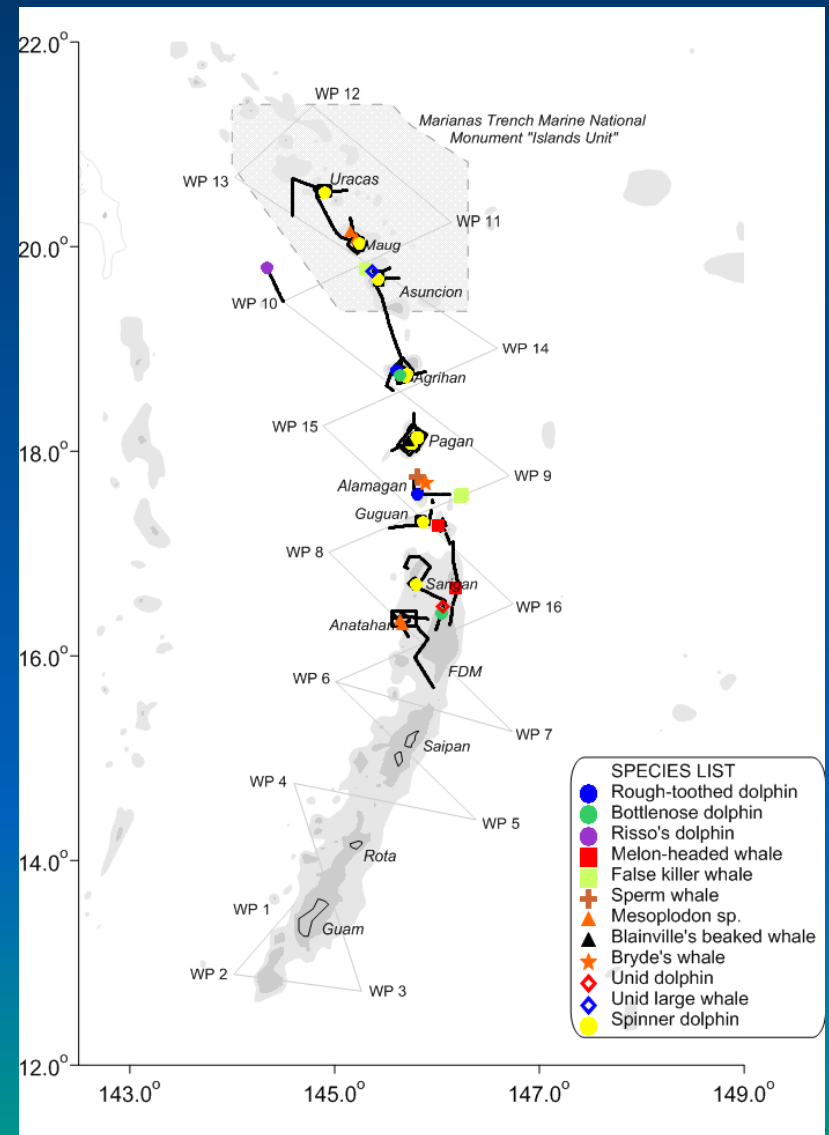 22.0°
20.0°
18.0°
16.0°
14.0°
12.0°
143.0°
145.0°
147.0°
149.0°
WP 12
Marianas Trench Marine National
Monument "Islands Unit"
WP 13
Uracas
WP 11
Maug
WP 10
Asuncion
WP 14
Agrihan
WP 15
Pagan
WP 9
Alamagan
Guguan
WP 8
Sarigan
WP 16
Anatahan
FDM
WP 6
WP 7
Saipan
WP 4
WP 5
Rota
WP 1
Guam
WP 2
WP 3
SPECIES LIST
Rough-toothed dolphin
Bottlenose dolphin
Risso's dolphin
Melon-headed whale
False killer whale
Sperm whale
Mesoplodon sp.
Blainville's beaked whale
Bryde's whale
Unid dolphin
Unid large whale
Spinner dolphin